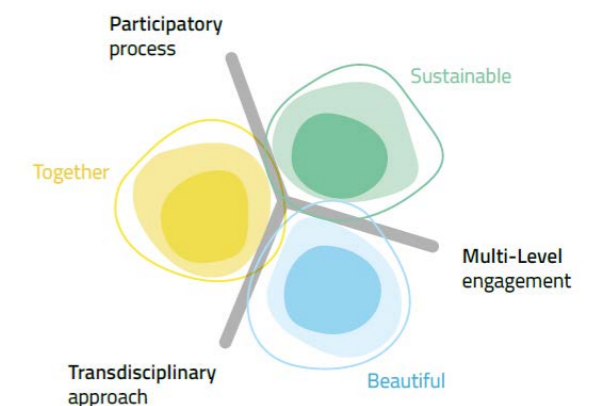 Participatory
process
Sustainable
Together
Multi-Level
engagement
Transdisciplinary
approach
Beautiful